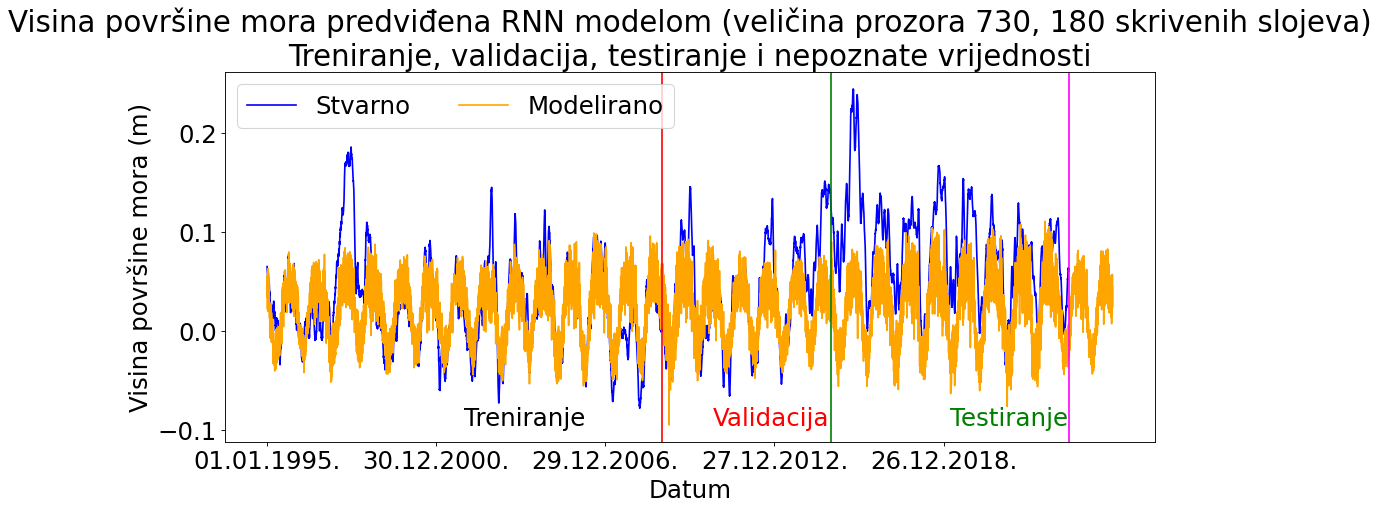 Visina površine mora predviđena RNN modelom (veličina prozora 730, 180 skrivenih slojeva)
Treniranje, validacija, testiranje i nepoznate vrijednosti
Stvarno Modelirano
Visina površine mora (m)
0.2
0.1
0.0
−0.1
Treniranje Validacija Testiranje
01.01.1995. 30.12.2000. 29.12.2006. 27.12.2012. 26.12.2018.
Datum